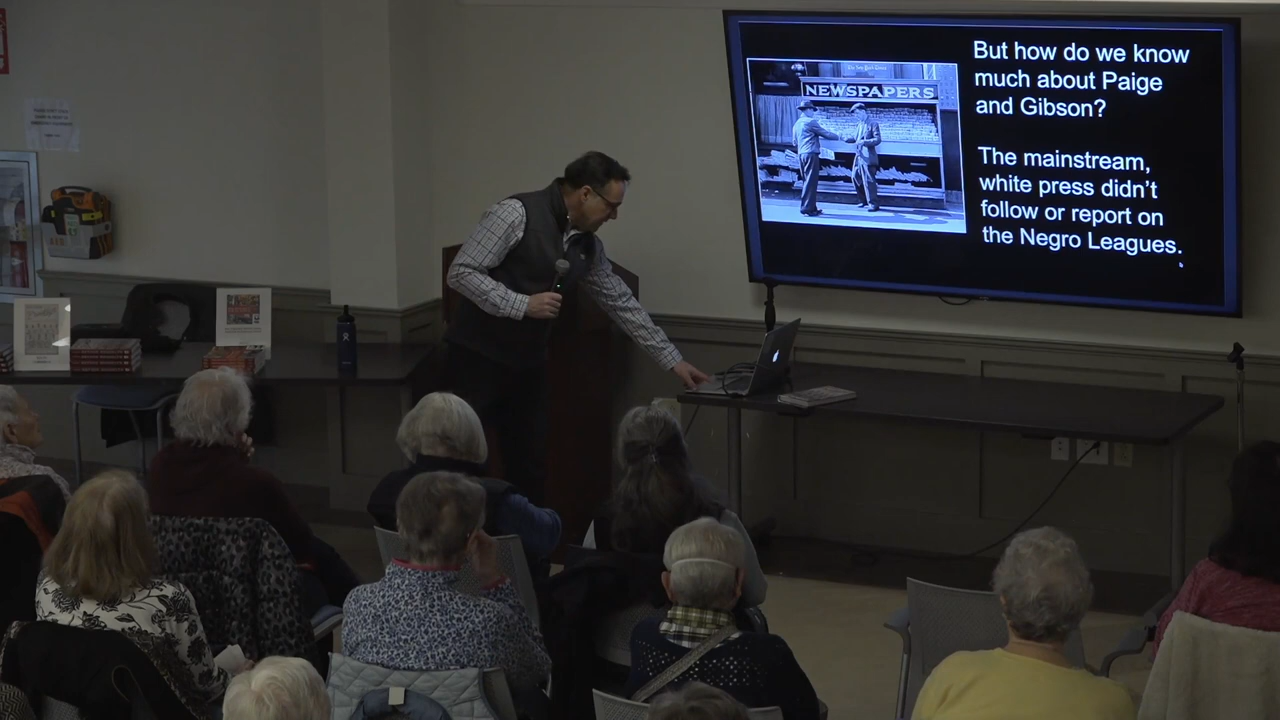 But how do we know
much about Paige
and Gibson?
NEWSPAPERS
The mainstream,
white press didn't
follow or report on
the Negro Leagues.